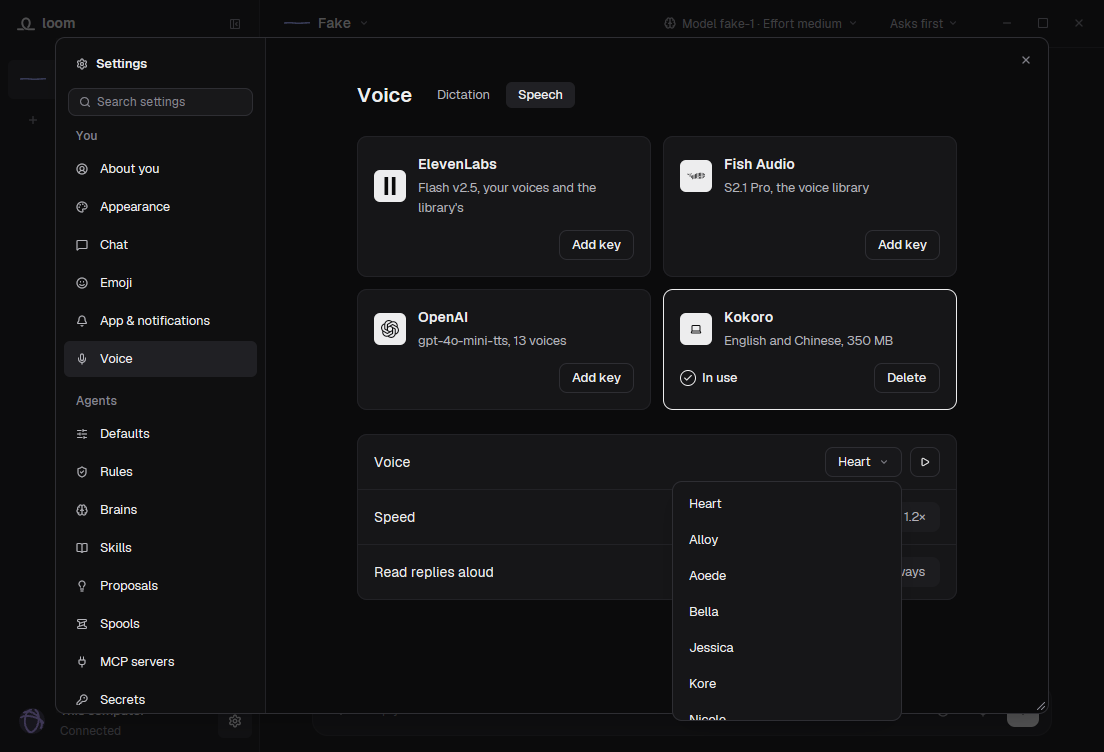 loom
Fake
Model fake-1 · Effort medium
Asks first
Settings
Search settings
You
About you
Appearance
Chat
Emoji
App & notifications
Voice
Agents
Defaults
Rules
Brains
Skills
Proposals
Spools
MCP servers
Secrets
Connected
Voice
Dictation
Speech
ElevenLabs
Flash v2.5, your voices and the
library's
Add key
Fish Audio
S2.1 Pro, the voice library
Add key
OpenAI
gpt-4o-mini-tts, 13 voices
Add key
Kokoro
English and Chinese, 350 MB
In use
Delete
Voice
Heart
Speed
1.2×
Read replies aloud
Heart
Alloy
Aoede
Bella
Jessica
Kore
Nicole